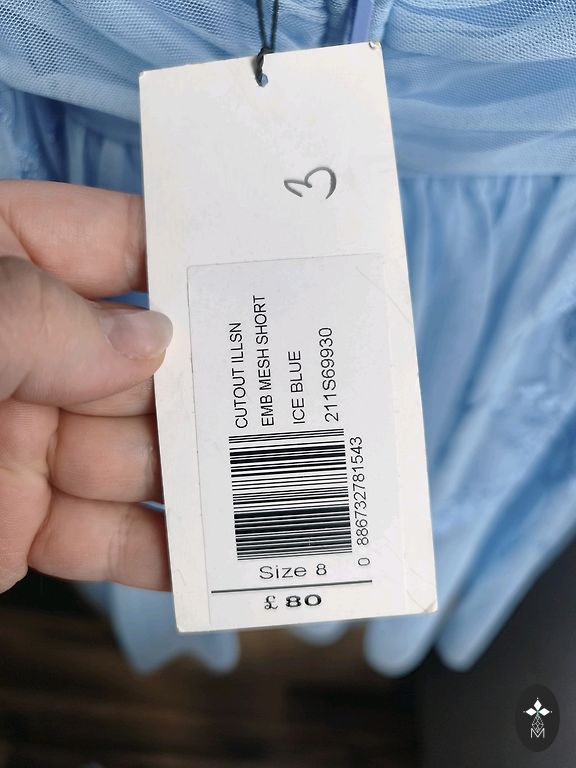 3
CUTOUT ILLSN
EMB MESH SHORT
ICE BLUE
211S69930
0 886732781543
Size 8
£ 80
M